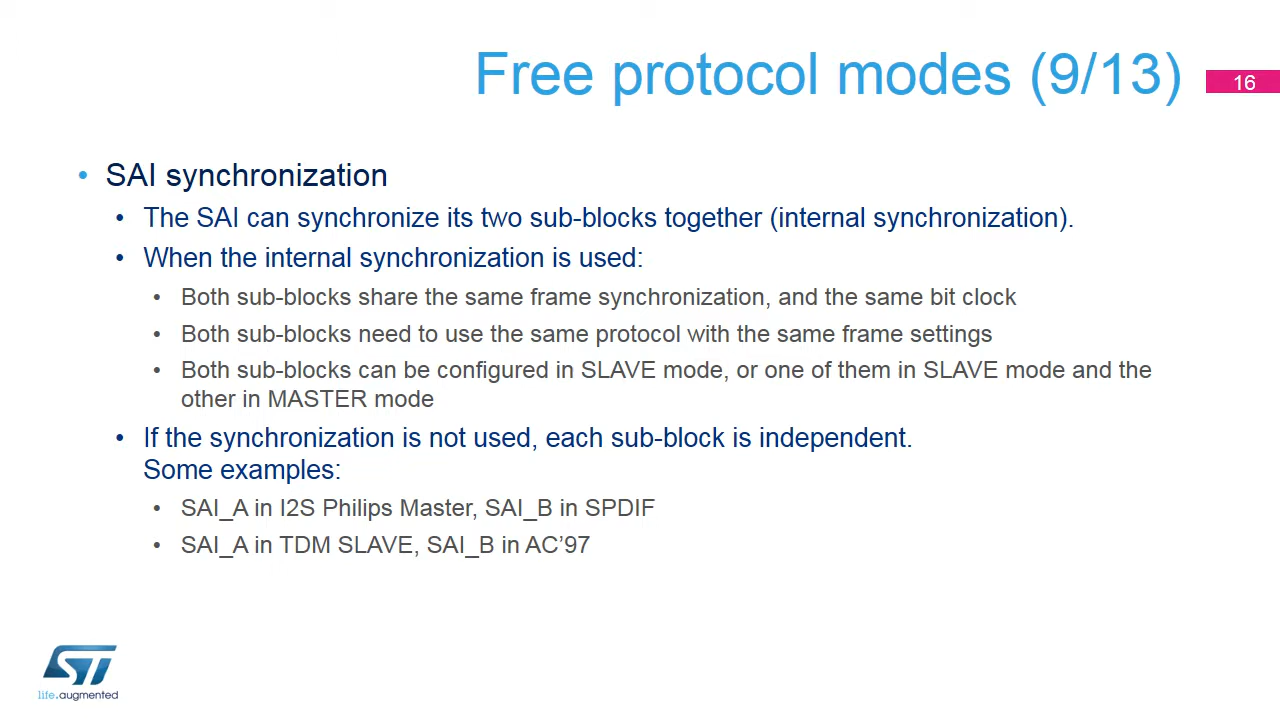 Free protocol modes (9/13)
16
• SAI synchronization
• The SAI can synchronize its two sub-blocks together (internal synchronization).
• When the internal synchronization is used:
• Both sub-blocks share the same frame synchronization, and the same bit clock
• Both sub-blocks need to use the same protocol with the same frame settings
• Both sub-blocks can be configured in SLAVE mode, or one of them in SLAVE mode and the
other in MASTER mode
• If the synchronization is not used, each sub-block is independent.
Some examples:
• SAI_A in I2S Philips Master, SAI_B in SPDIF
• SAI_A in TDM SLAVE, SAI_B in AC’97
ST
life.augmented